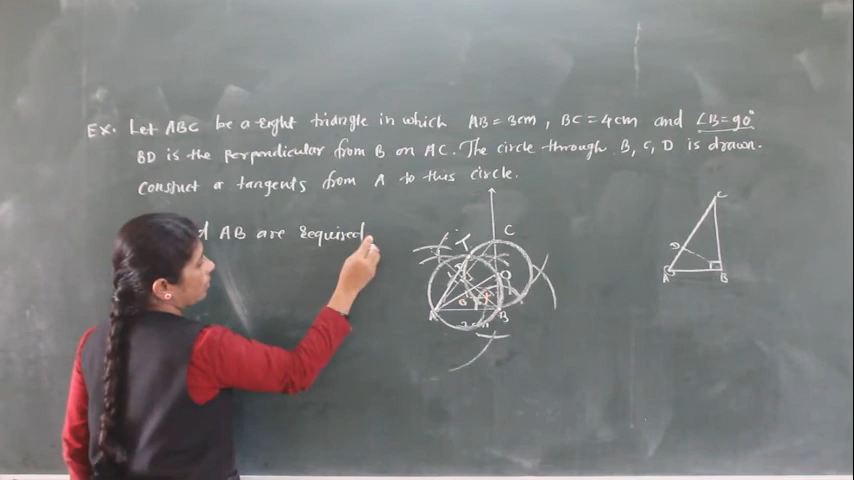 Ex. Let ABC be a right triangle in which AB = 3cm, BC = 4cm and ∠B = 90°
BD is the perpendicular from B on AC. The circle through B, C, D is drawn.
Construct a tangents from A to this circle.
AB are required
C
T
O
A
B
3cm
C
D
A
B